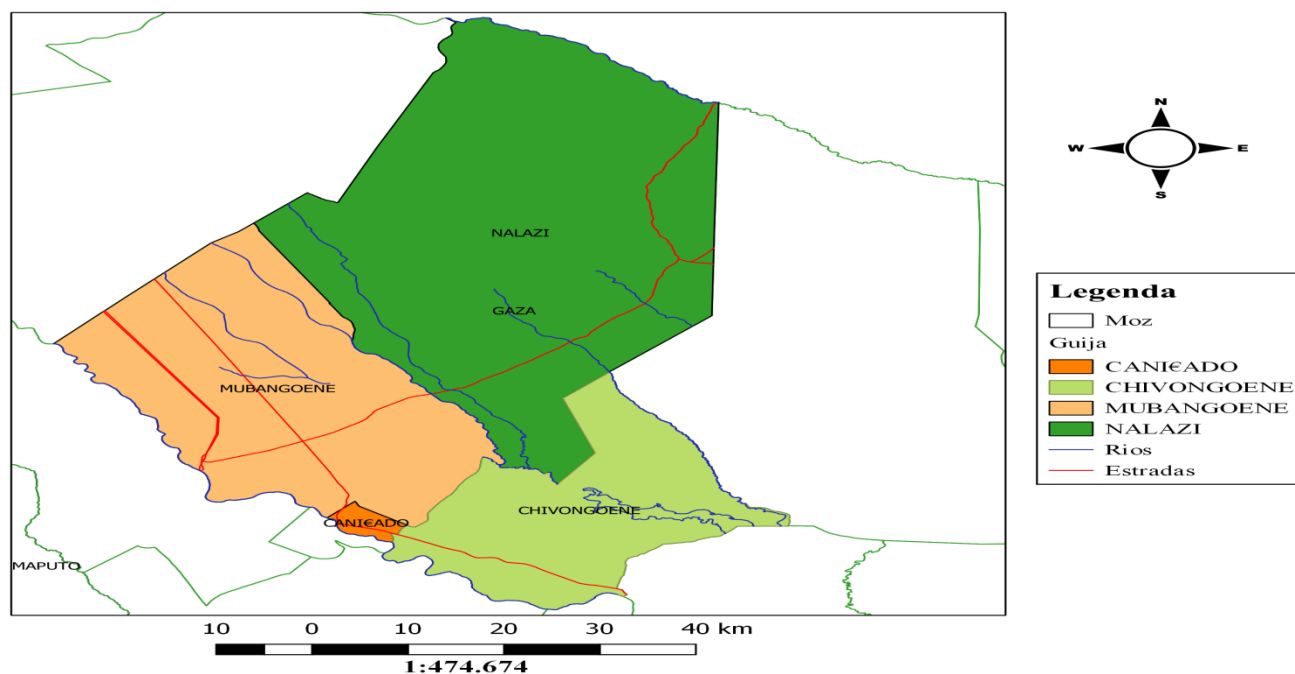 NALAZI
GAZA
MUBANGOENE
CHIVONGOENE
CANI€ADO
MAPUTO
N
W E
S
Legenda
Moz
Guija
CANI€ADO
CHIVONGOENE
MUBANGOENE
NALAZI
Rios
Estradas
10 0 10 20 30 40 km
1:474.674